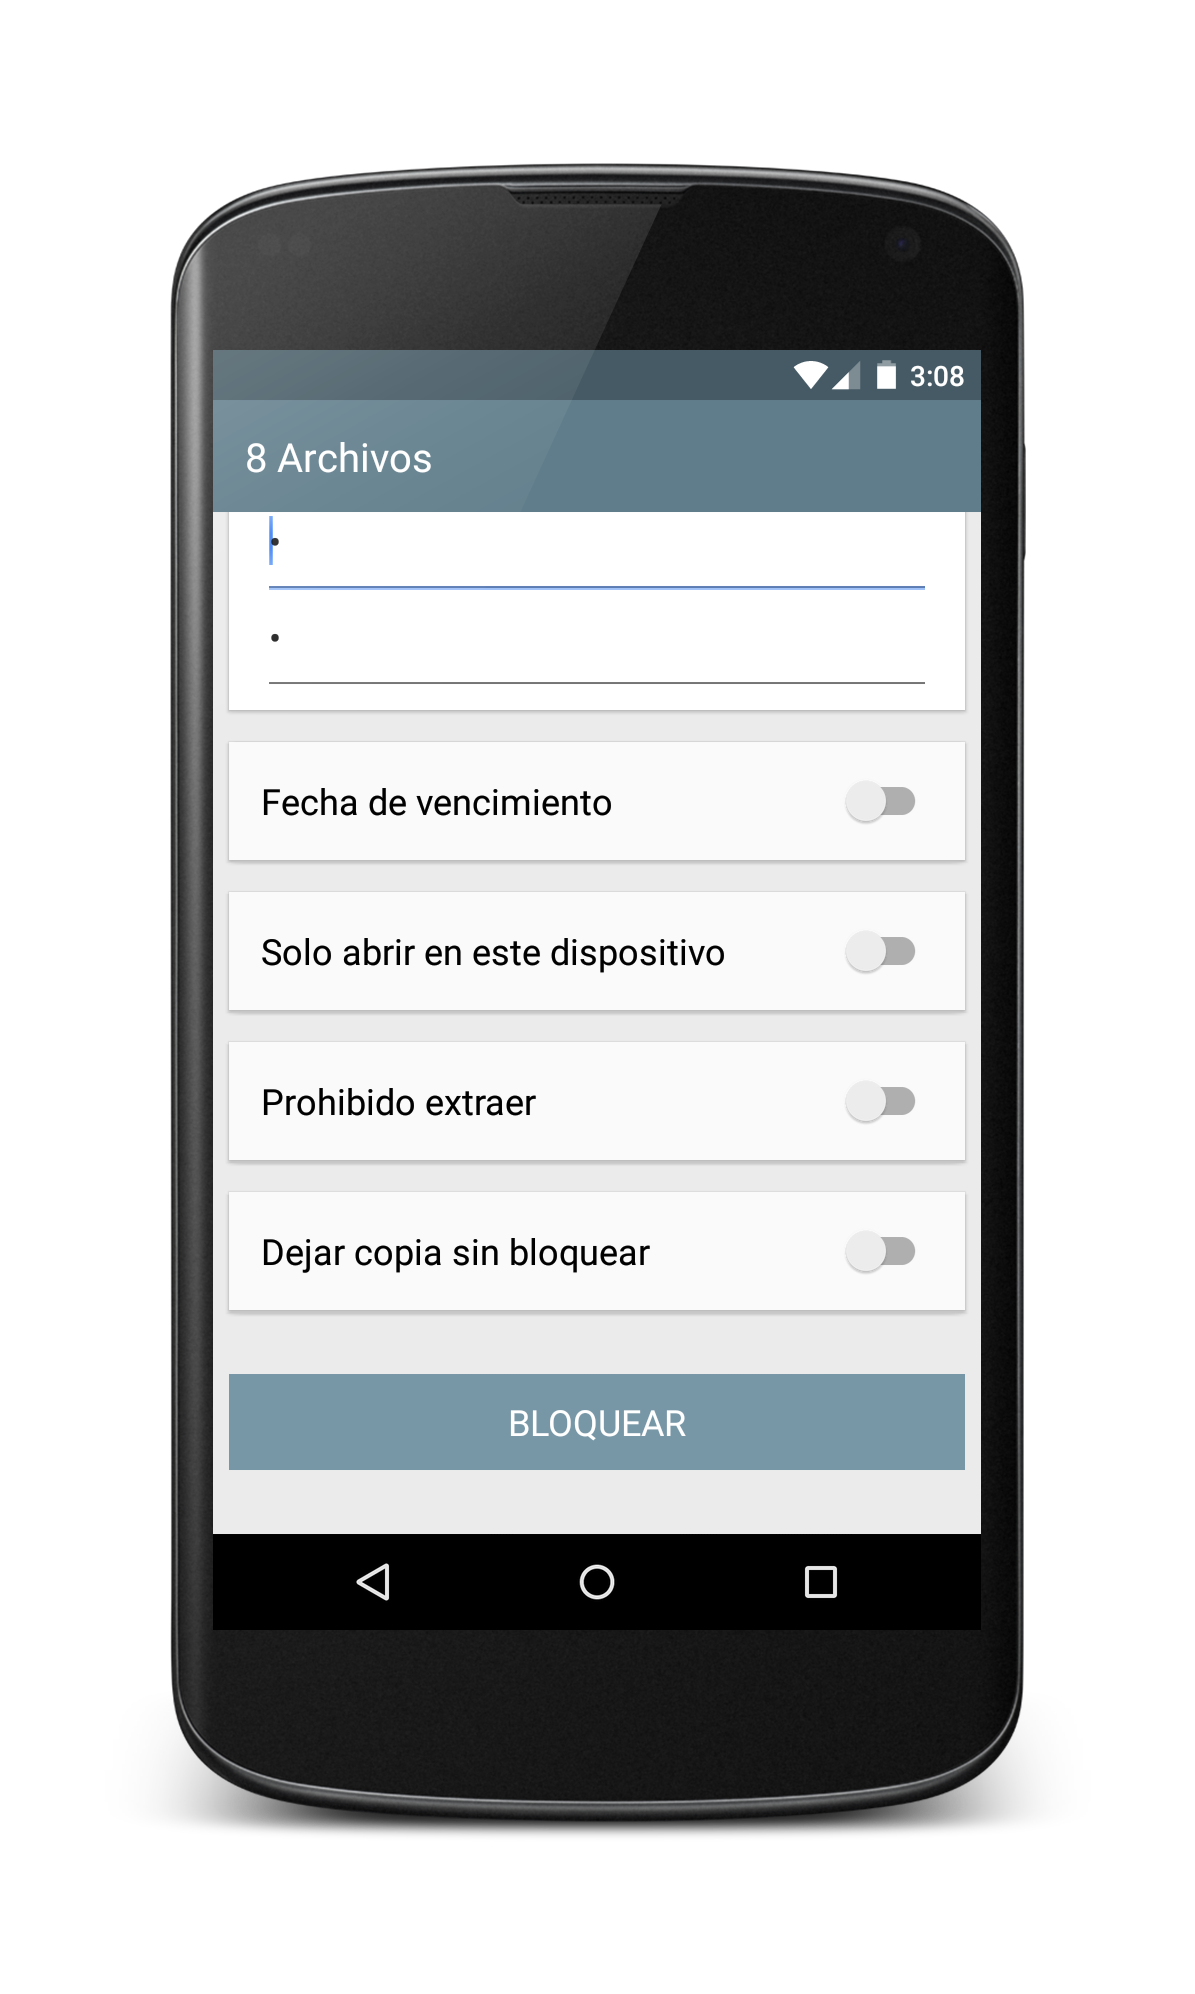 3:08
8 Archivos
•
•
Fecha de vencimiento
Solo abrir en este dispositivo
Prohibido extraer
Dejar copia sin bloquear
BLOQUEAR